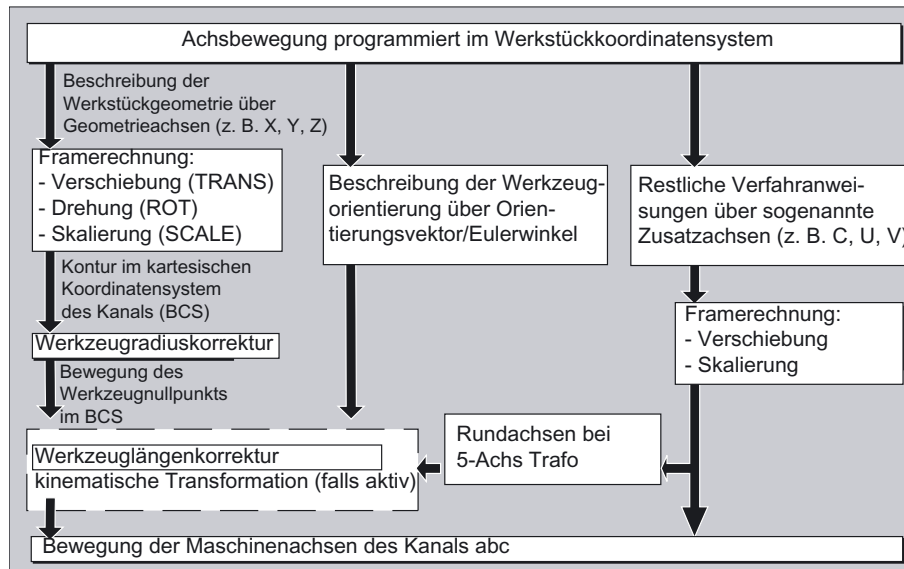 Achsbewegung programmiert im Werkstückkoordinatensystem
Beschreibung der
Werkstückgeometrie über
Geometrieachsen (z. B. X, Y, Z)
Framerechnung:
- Verschiebung (TRANS)
- Drehung (ROT)
- Skalierung (SCALE)
Kontur im kartesischen
Koordinatensystem
des Kanals (BCS)
Werkzeugradiuskorrektur
Bewegung des
Werkzeugnullpunkts
im BCS
Beschreibung der Werkzeug-
orientierung über Orien-
tierungsvektor/Eulerwinkel
Restliche Verfahranwei-
sungen über sogenannte
Zusatzachsen (z. B. C, U, V)
Framerechnung:
- Verschiebung
- Skalierung
Rundachsen bei
5-Achs Trafo
Werkzeuglängenkorrektur
kinematische Transformation (falls aktiv)
Bewegung der Maschinenachsen des Kanals abc